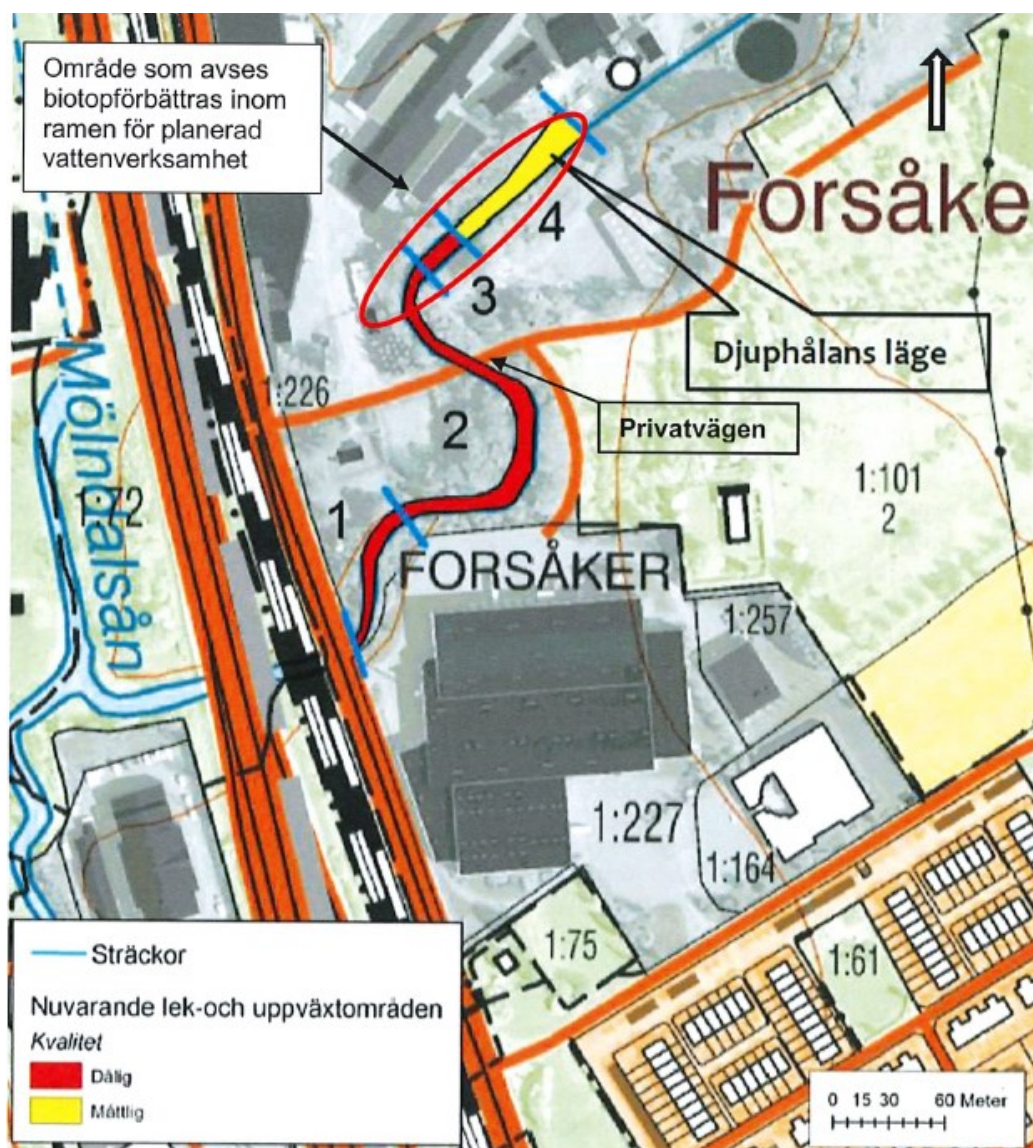 Område som avses
biotopförbättras inom
ramen för planerad
vattenverksamhet
Forsåke
4
3
Djuphålans läge
1:226
Privatvägen
2
Mölndalsån
1:72
1
1:101
2
FORSÅKER
1:257
1:227
1:164
1:75
1:61
Sträckor
Nuvarande lek-och uppväxtområden
Kvalitet
Dålig
Måttlig
0 15 30 60 Meter